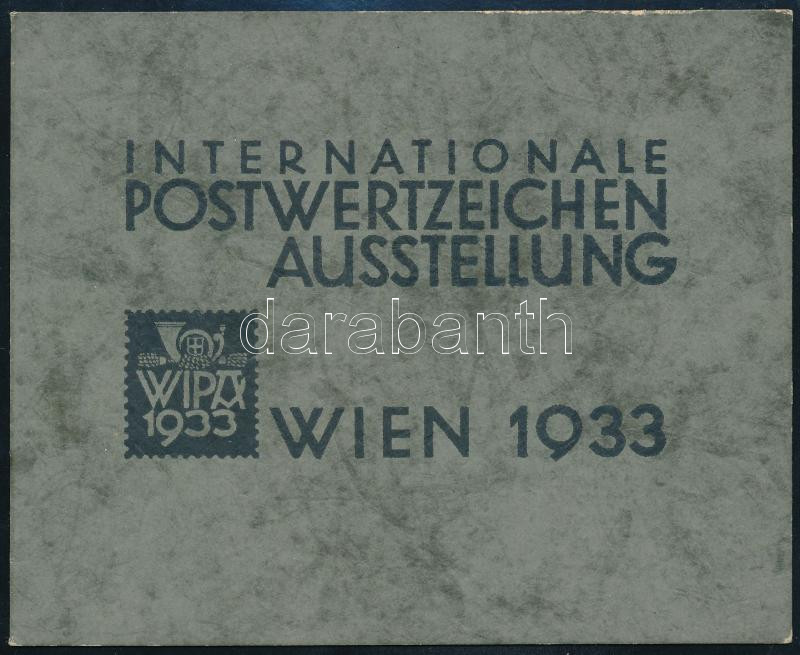 INTERNATIONALE
POSTWERTZEICHEN
AUSSTELLUNG
darabanth
WIPA
1933
WIEN 1933